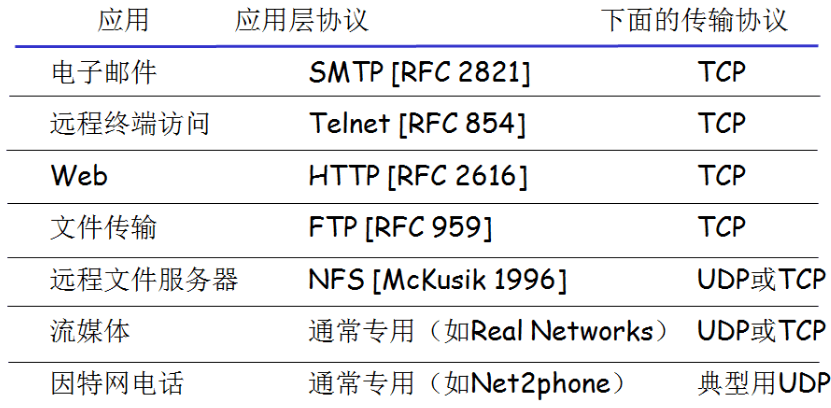 应用 应用层协议 下面的传输协议
电子邮件 SMTP [RFC 2821] TCP
远程终端访问 Telnet [RFC 854] TCP
Web HTTP [RFC 2616] TCP
文件传输 FTP [RFC 959] TCP
远程文件服务器 NFS [McKusik 1996] UDP或TCP
流媒体 通常专用（如Real Networks） UDP或TCP
因特网电话 通常专用（如Net2phone） 典型用UDP